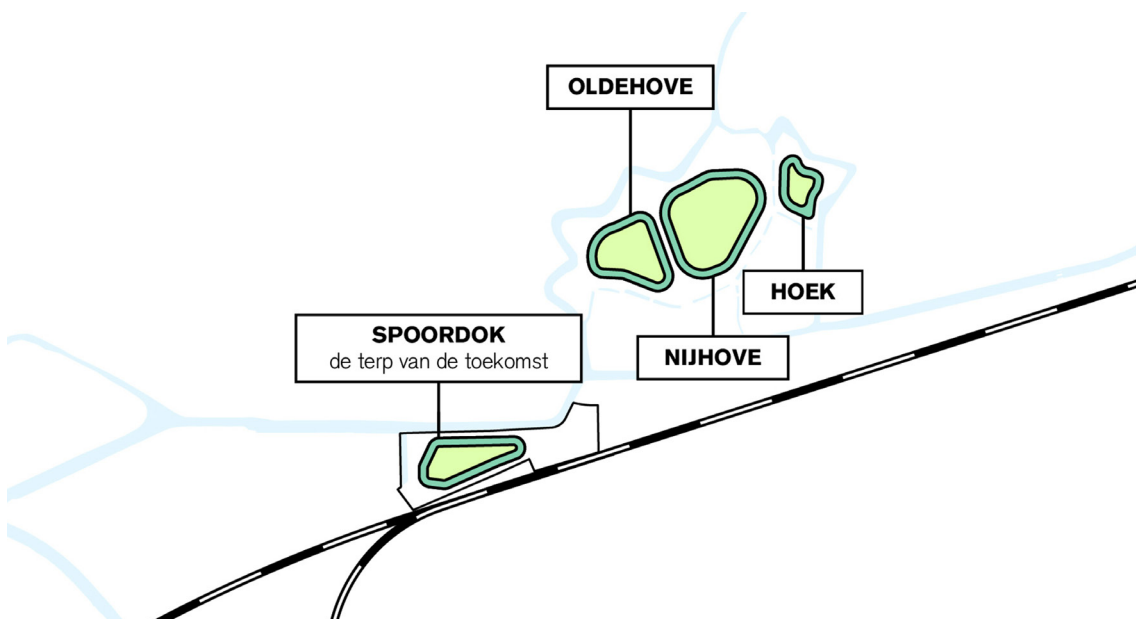 OLDEHOVE
HOEK
SPOORDOK
de terp van de toekomst
NIJHOVE